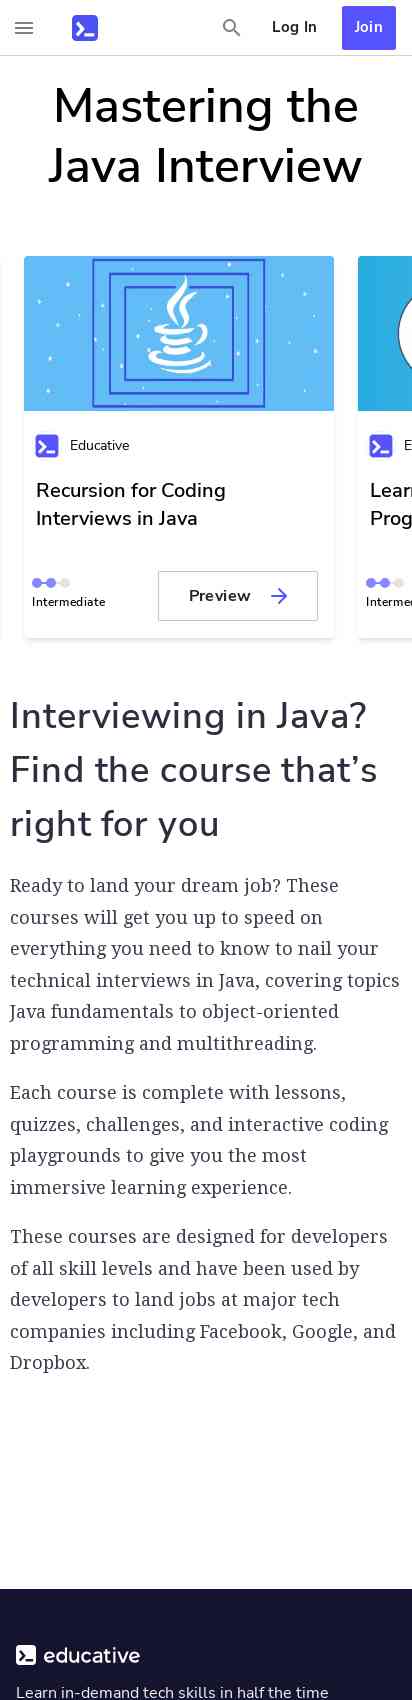 Log In
Join
Mastering the
Java Interview
Educative
Recursion for Coding
Interviews in Java
Intermediate
Preview
Interviewing in Java?
Find the course that’s
right for you
Ready to land your dream job? These
courses will get you up to speed on
everything you need to know to nail your
technical interviews in Java, covering topics
Java fundamentals to object-oriented
programming and multithreading.
Each course is complete with lessons,
quizzes, challenges, and interactive coding
playgrounds to give you the most
immersive learning experience.
These courses are designed for developers
of all skill levels and have been used by
developers to land jobs at major tech
companies including Facebook, Google, and
Dropbox.
educative
Learn in-demand tech skills in half the time